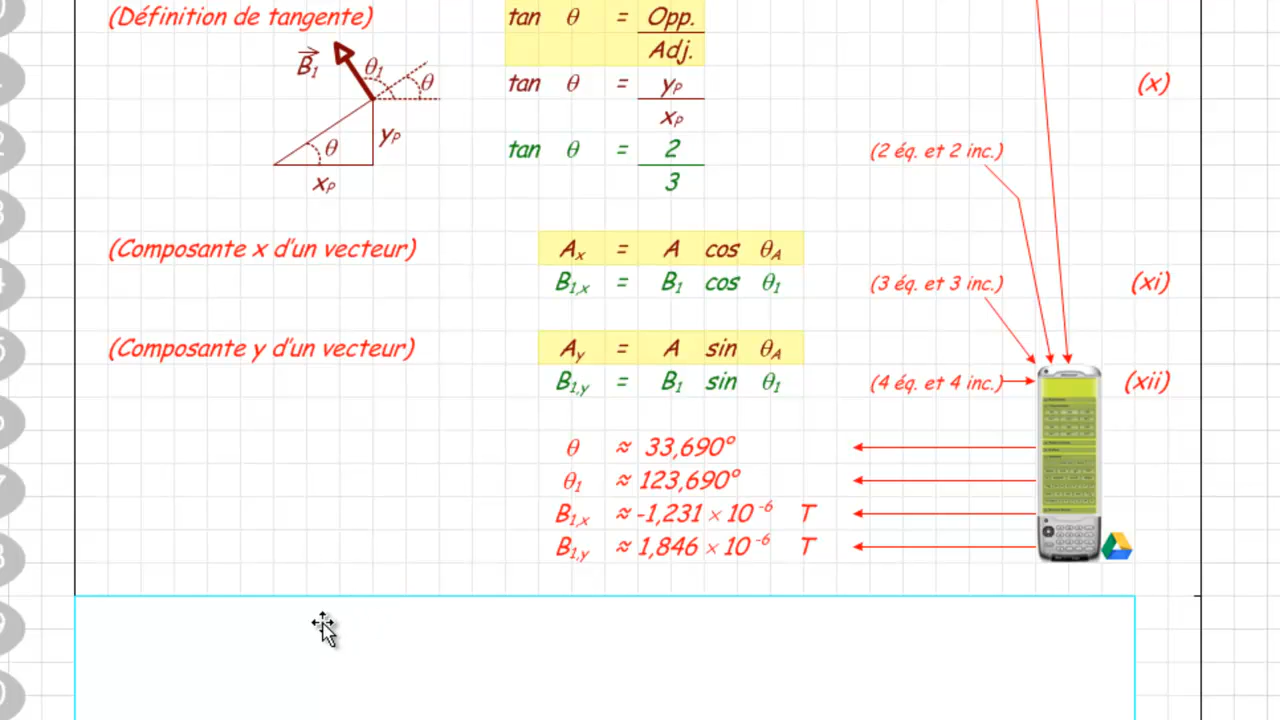 (Définition de tangente) tan θ = Opp.
Adj.
B₁ θ₁ θ
tan θ = yP (x)
xP
yP
θ
xP
tan θ = 2 (2 éq. et 2 inc.)
3
(Composante x d'un vecteur) Ax = A cos θA
B1,x = B₁ cos θ₁ (3 éq. et 3 inc.) (xi)
(Composante y d'un vecteur) Ay = A sin θA
B1,y = B₁ sin θ₁ (4 éq. et 4 inc.) (xii)
θ ≈ 33,690°
θ₁ ≈ 123,690°
B1,x ≈ -1,231 × 10⁻⁶ T
B1,y ≈ 1,846 × 10⁻⁶ T